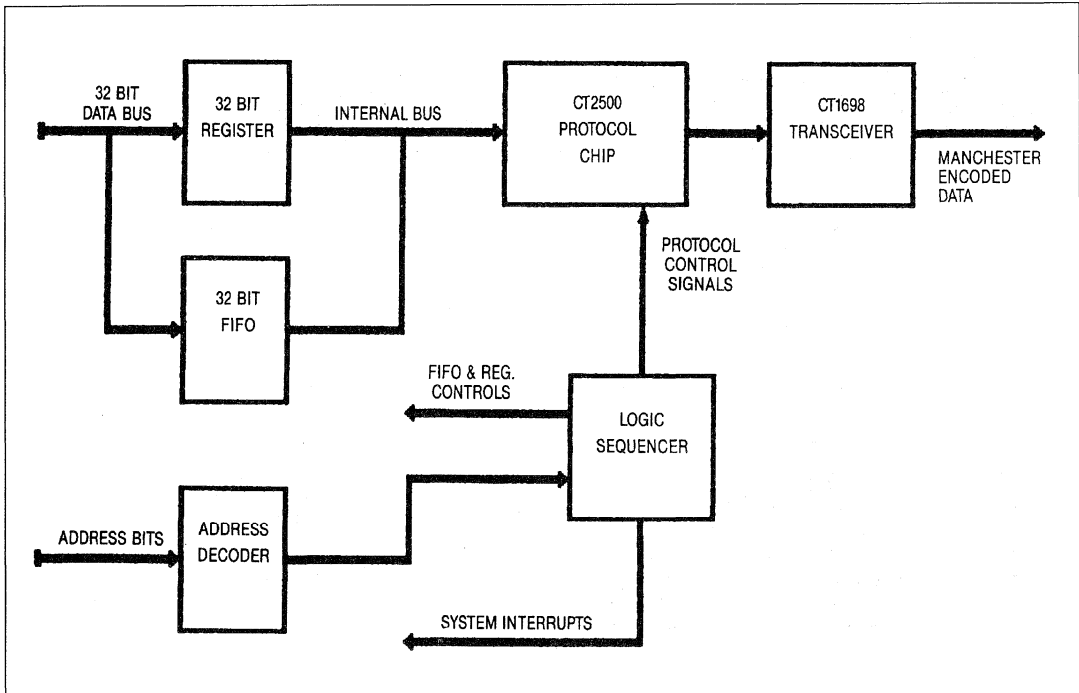 32 BIT
DATA BUS
32 BIT
REGISTER
INTERNAL BUS
CT2500
PROTOCOL
CHIP
CT1698
TRANSCEIVER
MANCHESTER
ENCODED
DATA
32 BIT
FIFO
PROTOCOL
CONTROL
SIGNALS
FIFO & REG.
CONTROLS
LOGIC
SEQUENCER
ADDRESS BITS
ADDRESS
DECODER
SYSTEM INTERRUPTS